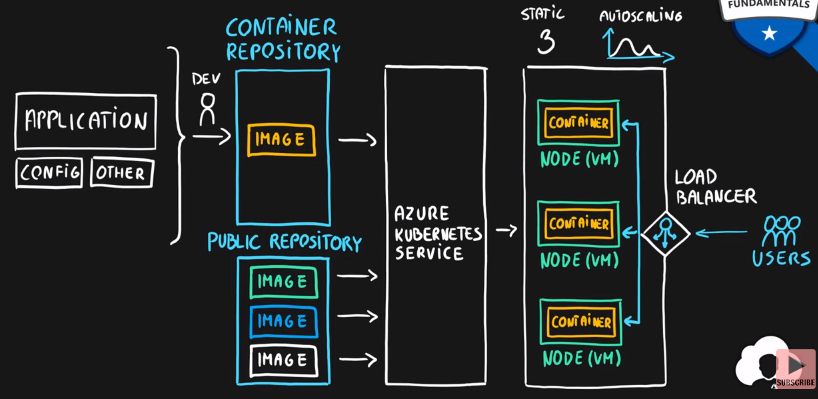 FUNDAMENTALS
STATIC
3
AUTOSCALING
CONTAINER
REPOSITORY
DEV
APPLICATION
CONFIG
OTHER
IMAGE
PUBLIC REPOSITORY
IMAGE
IMAGE
IMAGE
AZURE
KUBERNETES
SERVICE
CONTAINER
NODE (VM)
CONTAINER
NODE (VM)
CONTAINER
NODE (VM)
LOAD
BALANCER
USERS
SUBSCRIBE